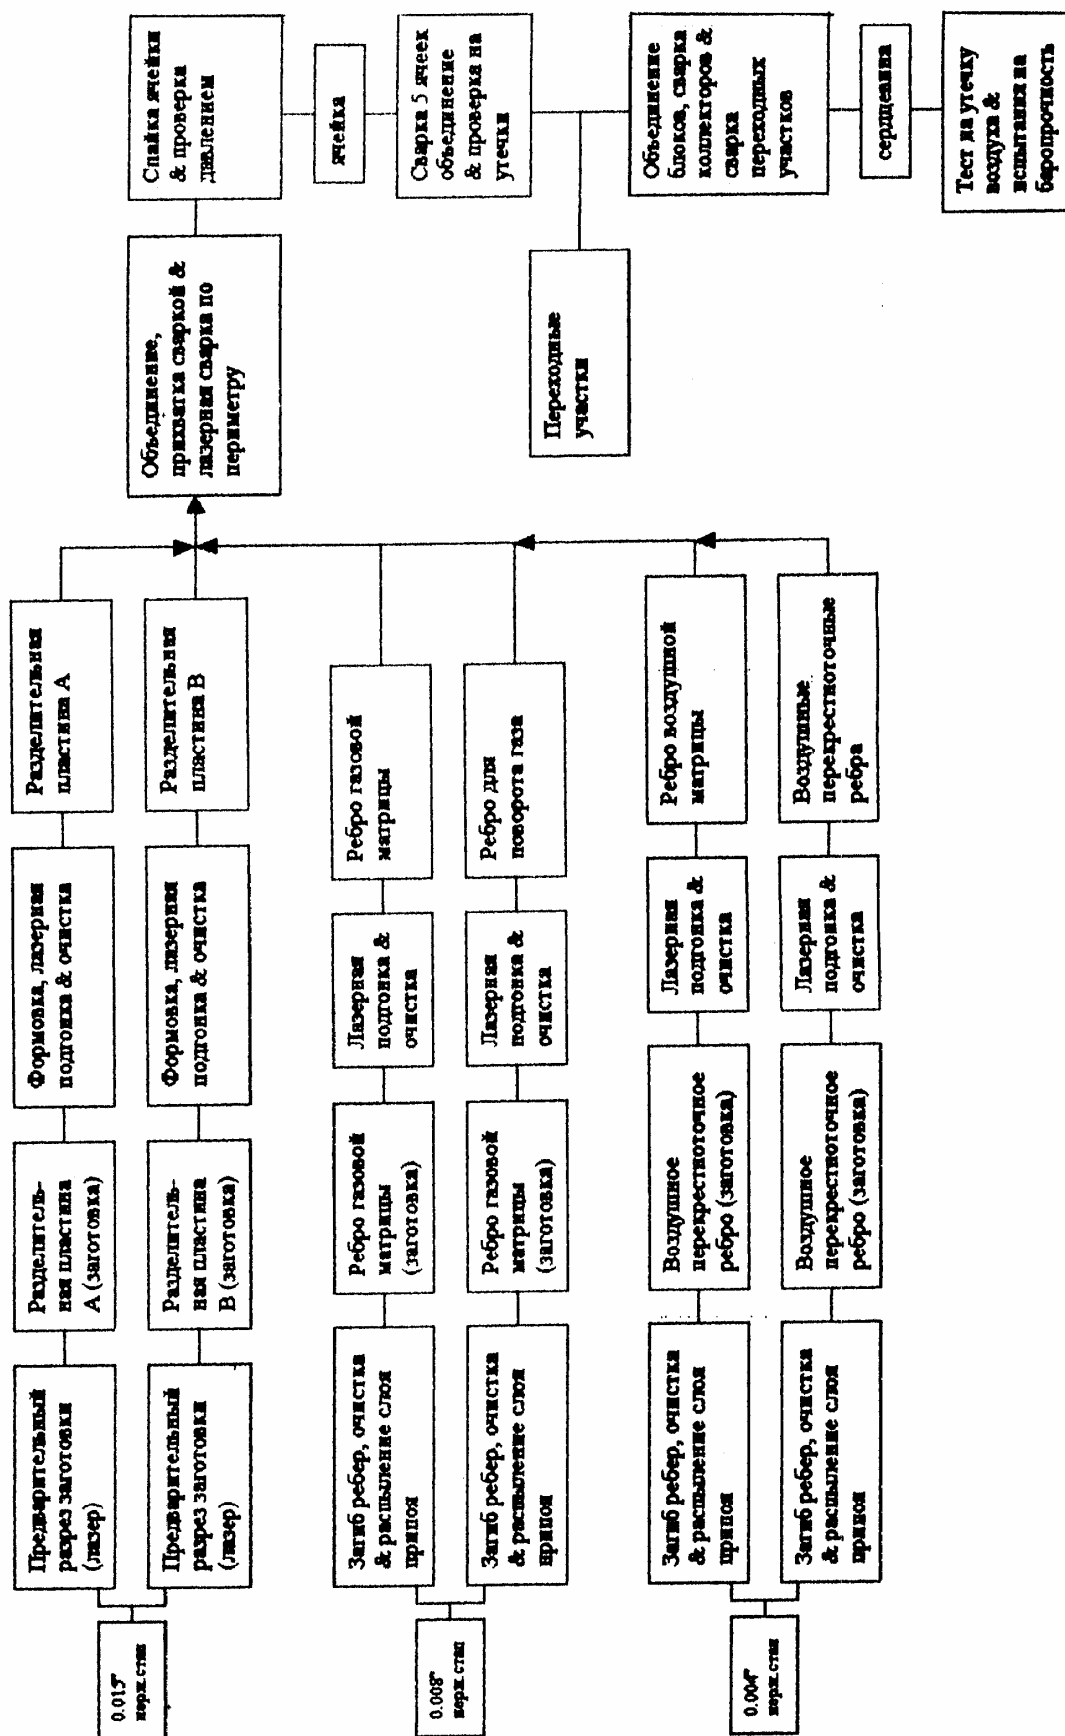 0.015"
нерж.стал
Предварительный
разрез заготовки
(лазер)
Разделитель-
ная пластина
А (заготовка)
Формовка, лазерная
подгонка & очистка
Разделительная
пластина А
Предварительный
разрез заготовки
(лазер)
Разделитель-
ная пластина
В (заготовка)
Формовка, лазерная
подгонка & очистка
Разделительная
пластина В
0.008"
нерж.стал
Загиб ребер, очистка
& распыление слоя
припоя
Ребро газовой
матрицы
(заготовка)
Лазерная
подгонка &
очистка
Ребро газовой
матрицы
Загиб ребер, очистка
& распыление слоя
припоя
Ребро газовой
матрицы
(заготовка)
Лазерная
подгонка &
очистка
Ребро для
поворота газа
0.004"
нерж.стал
Загиб ребер, очистка
& распыление слоя
припоя
Воздушное
перекрестноточное
ребро (заготовка)
Лазерная
подгонка &
очистка
Ребро воздушной
матрицы
Загиб ребер, очистка
& распыление слоя
припоя
Воздушное
перекрестноточное
ребро (заготовка)
Лазерная
подгонка &
очистка
Воздушные
перекрестноточные
ребра
Объединение,
прихватка сваркой &
лазерная сварка по
периметру
Спайка ячейки
& проверка
давлением
ячейка
Сварка 5 ячеек
объединение
& проверка на
утечки
Переходные
участки
Объединение
блоков, сварка
коллекторов &
сварка
переходных
участков
сердцевина
Тест на утечку
воздуха &
испытания на
баропрочность